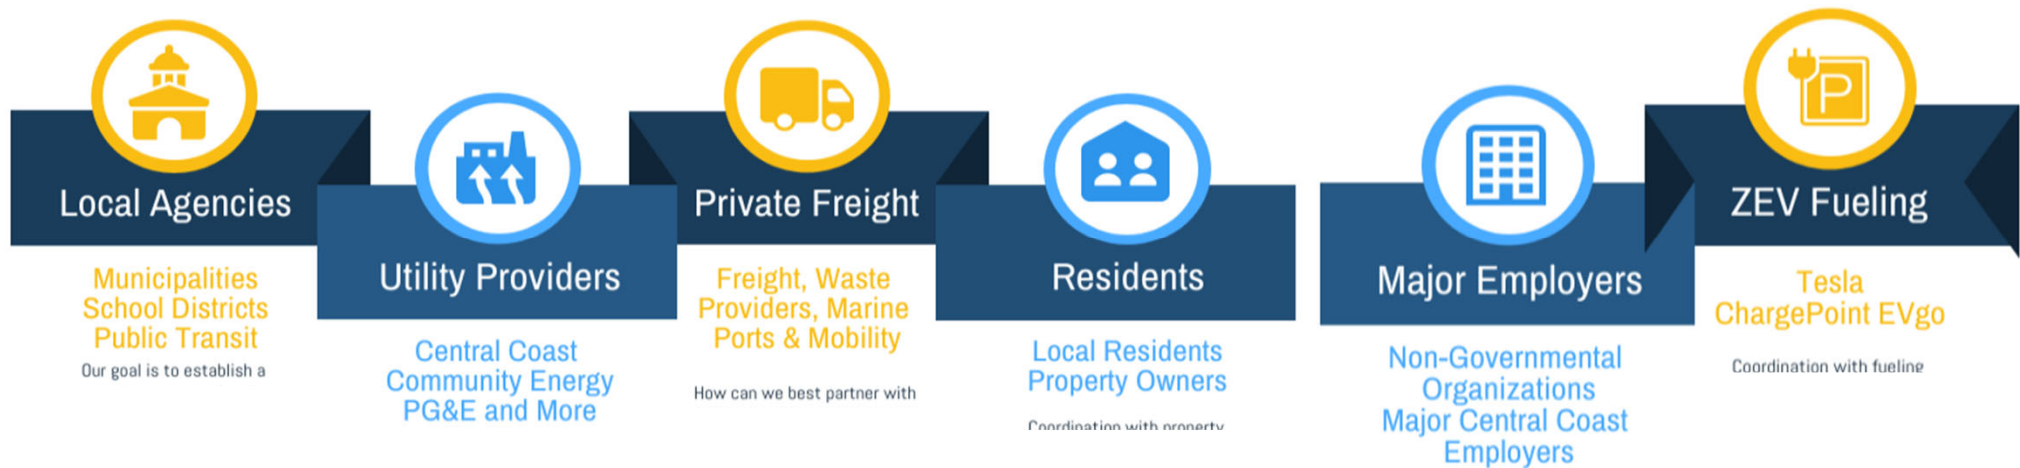 Local Agencies
Municipalities
School Districts
Public Transit
Our goal is to establish a
Utility Providers
Central Coast
Community Energy
PG&E and More
Private Freight
Freight, Waste
Providers, Marine
Ports & Mobility
How can we best partner with
Residents
Local Residents
Property Owners
Coordination with property
Major Employers
Non-Governmental
Organizations
Major Central Coast
Employers
P
ZEV Fueling
Tesla
ChargePoint EVgo
Coordination with fueling